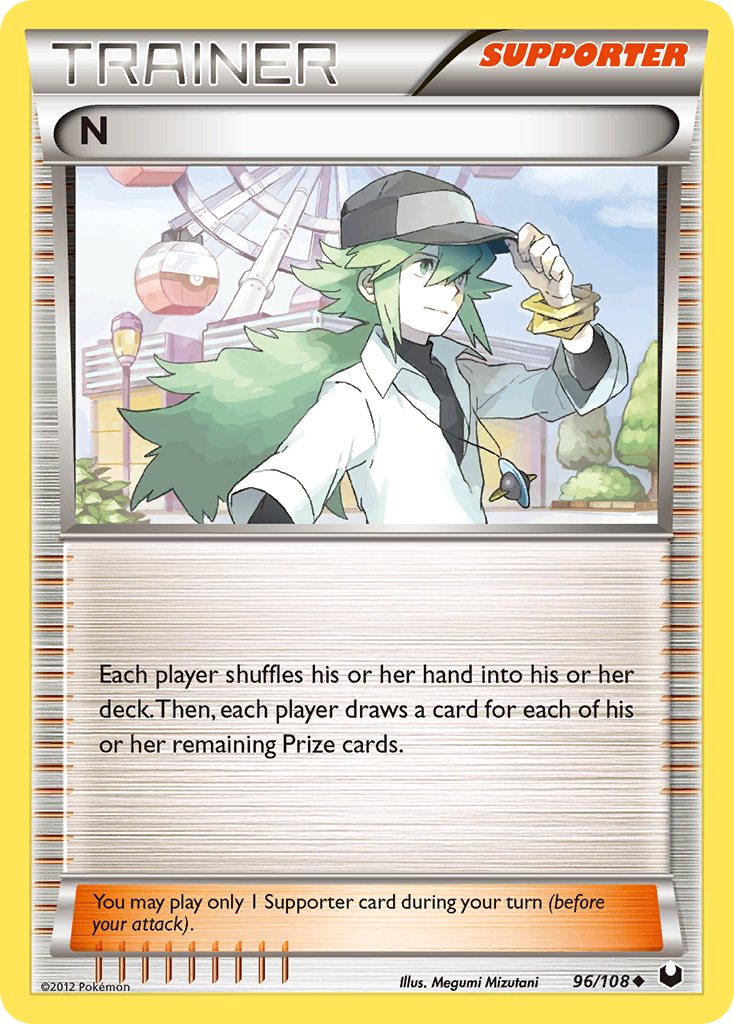 TRAINER
SUPPORTER
N
Each player shuffles his or her hand into his or her
deck. Then, each player draws a card for each of his
or her remaining Prize cards.
You may play only 1 Supporter card during your turn (before
your attack).
©2012 Pokémon
Illus. Megumi Mizutani
96/108